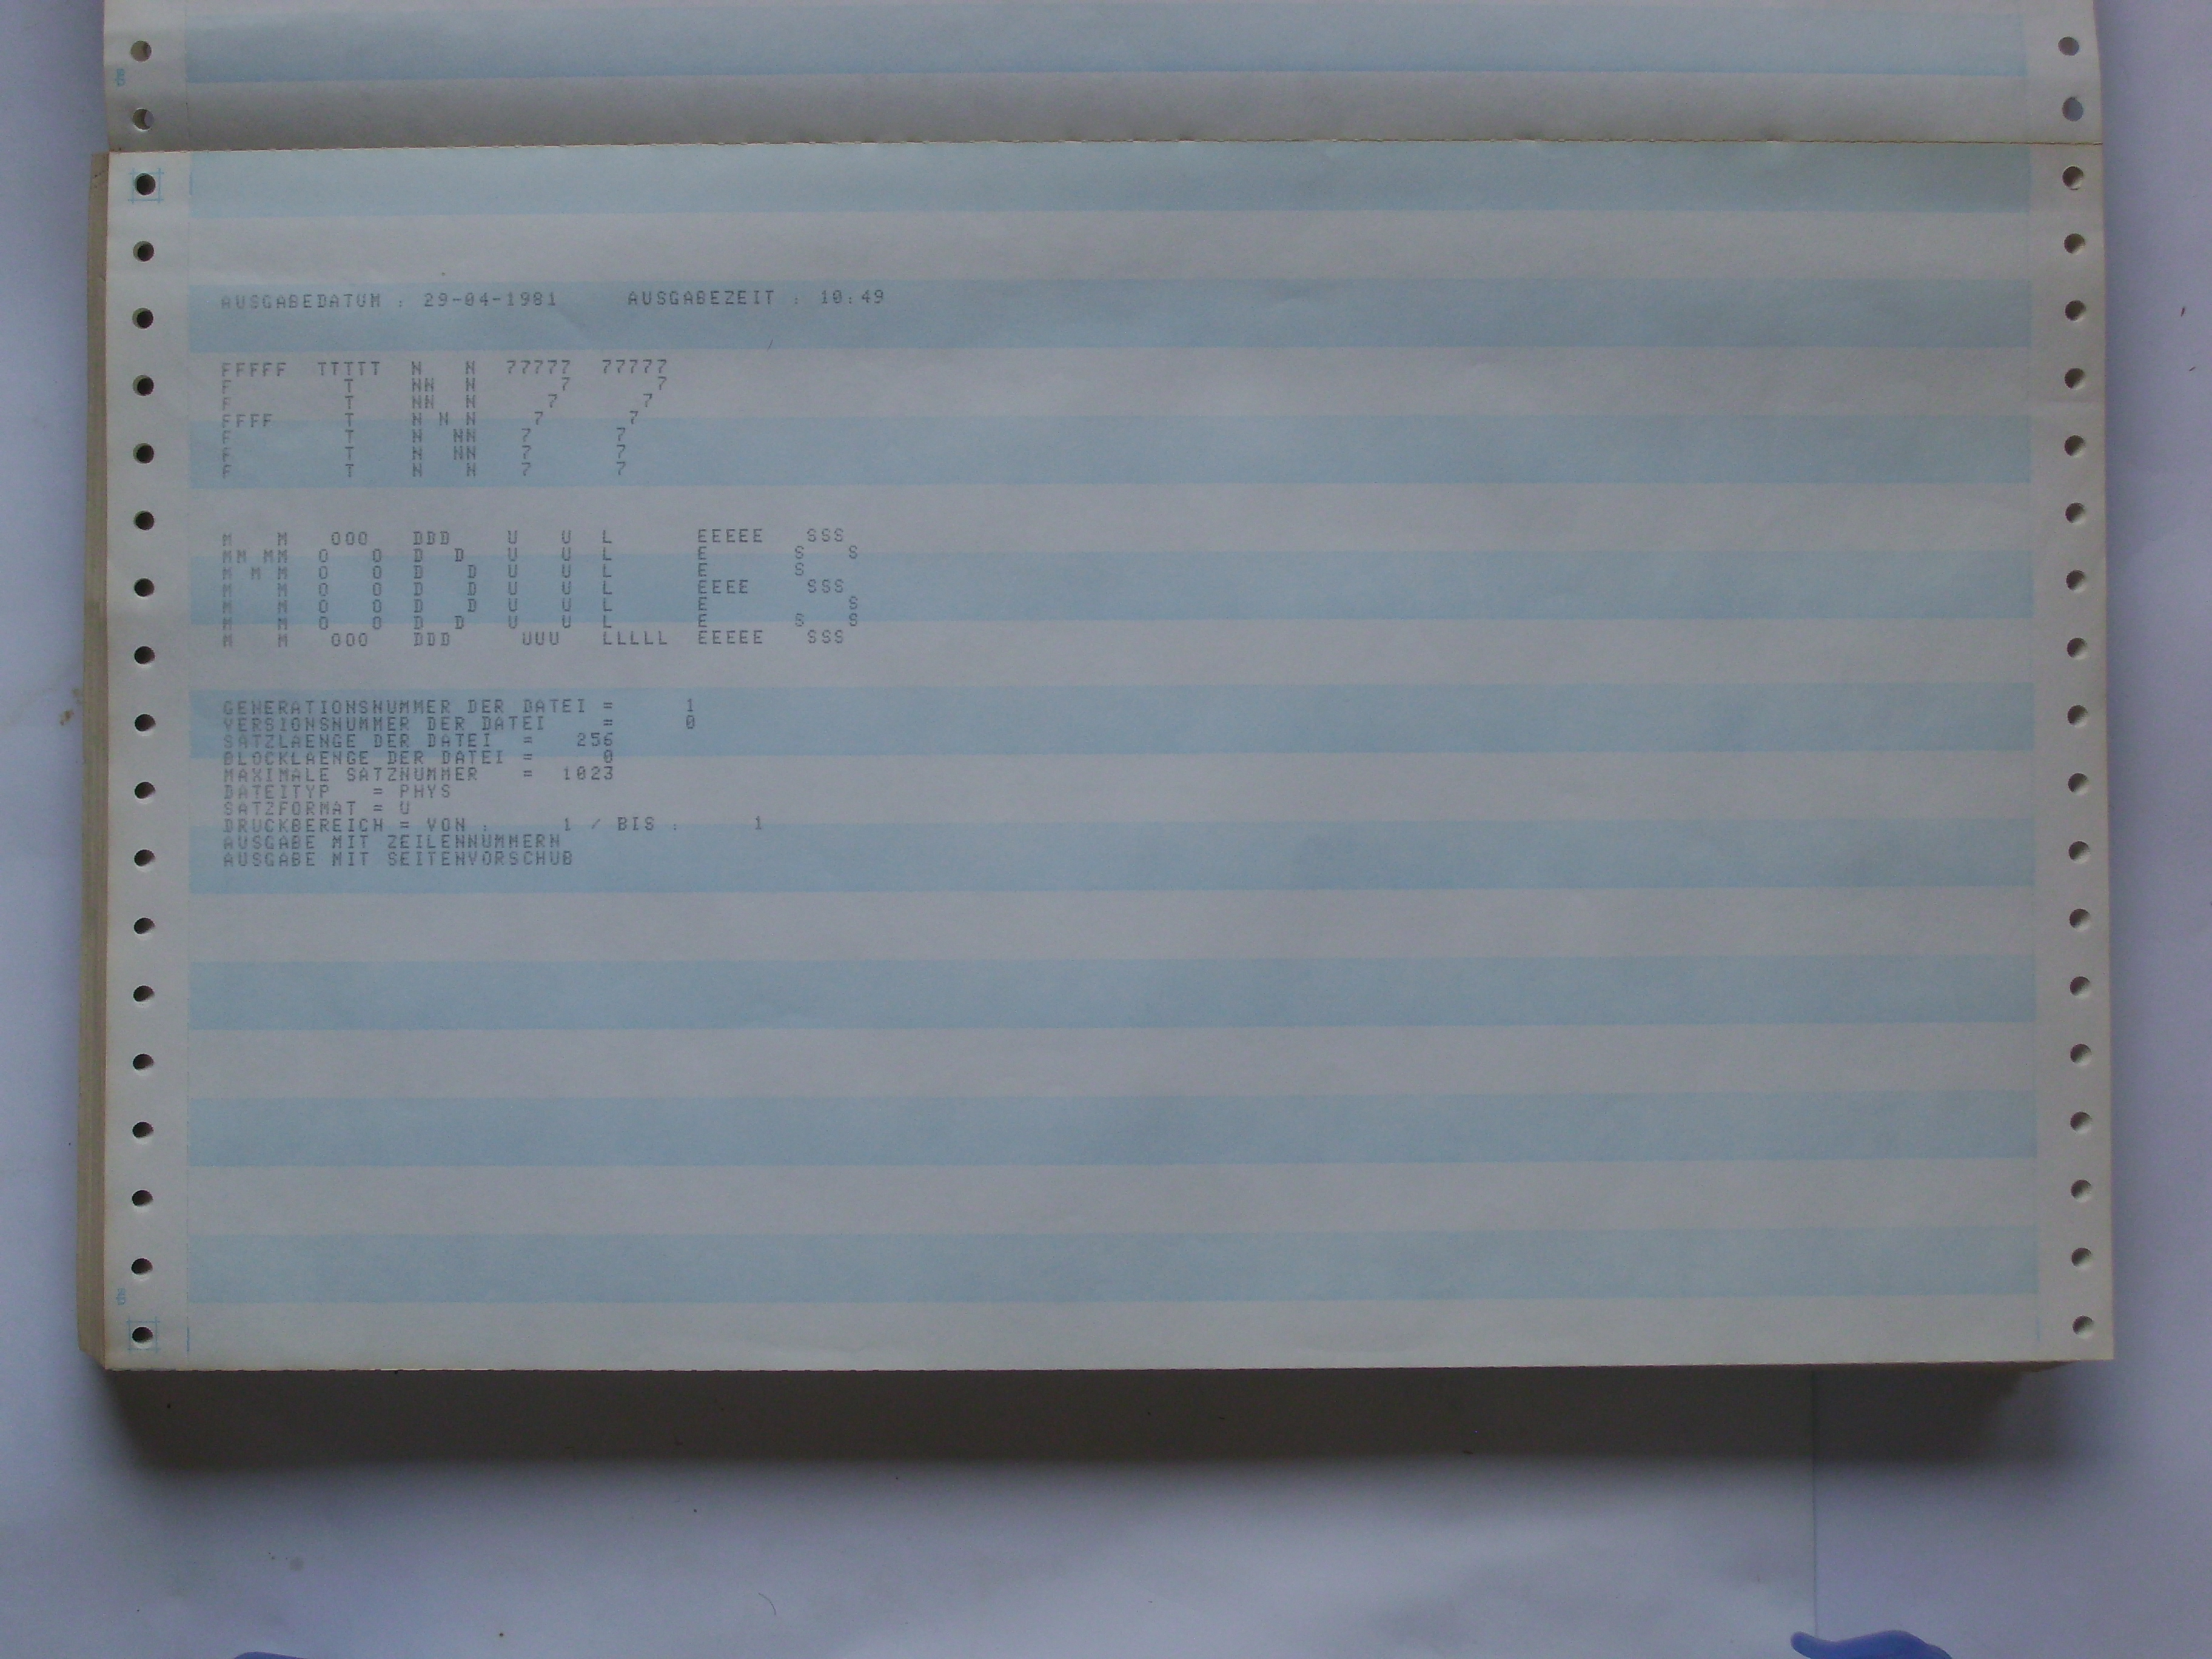 AUSGABEDATUM : 29-04-1981     AUSGABEZEIT : 10:49
FFFFF  TTTTT  N   N  77777  77777
F        T    NN  N      7      7
F        T    NN  N     7      7
FFFF     T    N N N    7      7
F        T    N  NN   7      7
F        T    N  NN   7      7
F        T    N   N   7      7
M   M   OOO   DDD    U   U  L      EEEEE   SSS
MM MM  O   O  D  D   U   U  L      E      S   S
M M M  O   O  D   D  U   U  L      E      S
M   M  O   O  D   D  U   U  L      EEEE    SSS
M   M  O   O  D   D  U   U  L      E          S
M   M  O   O  D  D   U   U  L      E      S   S
M   M   OOO   DDD     UUU   LLLLL  EEEEE   SSS
GENERATIONSNUMMER DER DATEI =     1
VERSIONSNUMMER DER DATEI    =     0
SATZLAENGE DER DATEI  =   256
BLOCKLAENGE DER DATEI =     0
MAXIMALE SATZNUMMER   =  1023
DATEITYP   = PHYS
SATZFORMAT = U
DRUCKBEREICH = VON :     1 / BIS :     1
AUSGABE MIT ZEILENNUMMERN
AUSGABE MIT SEITENVORSCHUB